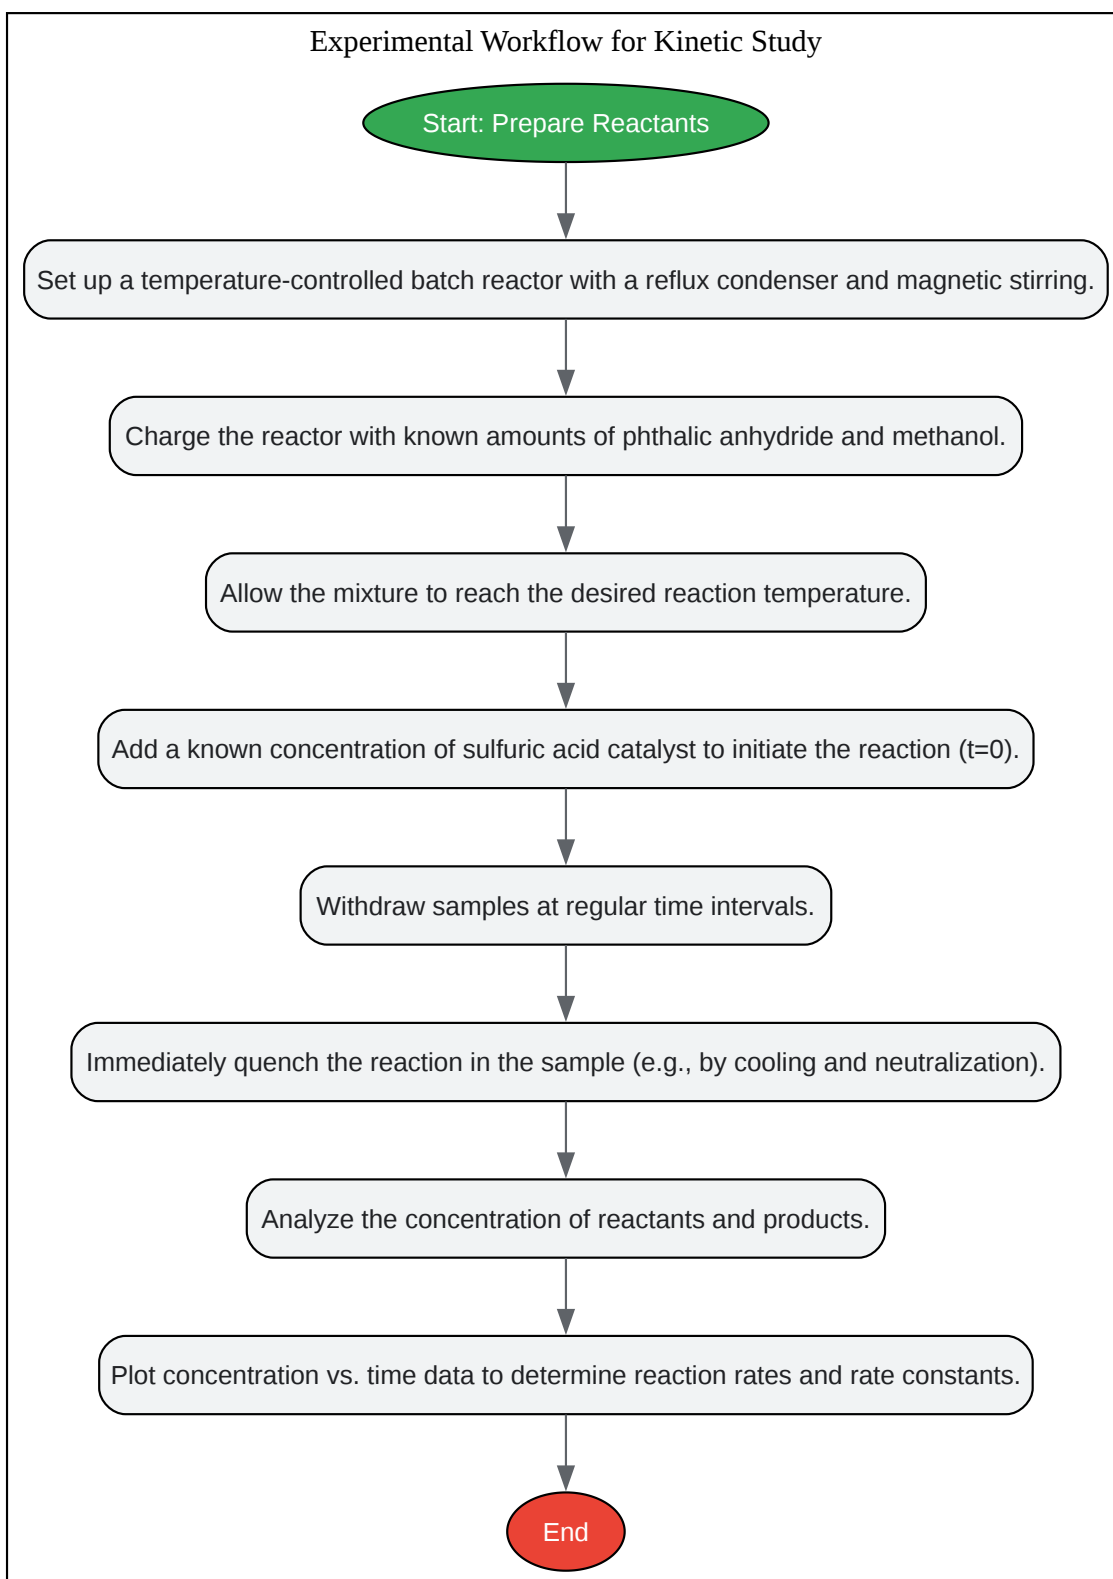 Experimental Workflow for Kinetic Study
Start: Prepare Reactants
Set up a temperature-controlled batch reactor with a reflux condenser and magnetic stirring.
Charge the reactor with known amounts of phthalic anhydride and methanol.
Allow the mixture to reach the desired reaction temperature.
Add a known concentration of sulfuric acid catalyst to initiate the reaction (t=0).
Withdraw samples at regular time intervals.
Immediately quench the reaction in the sample (e.g., by cooling and neutralization).
Analyze the concentration of reactants and products.
Plot concentration vs. time data to determine reaction rates and rate constants.
End